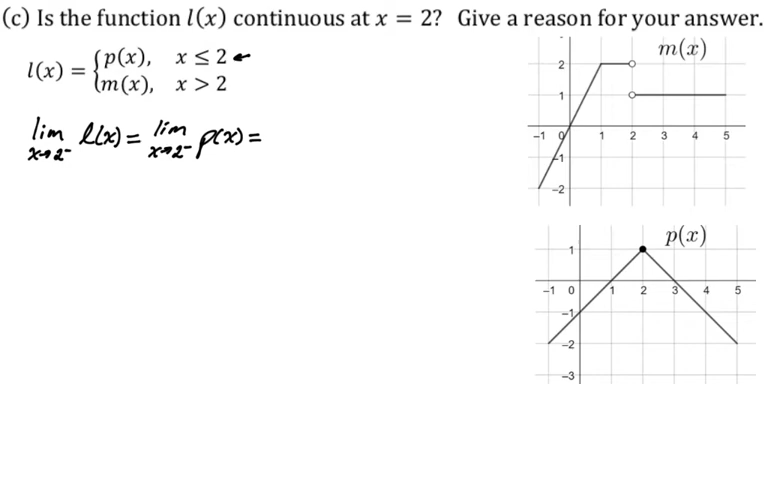 (c) Is the function l(x) continuous at x = 2? Give a reason for your answer.
l(x) = {p(x), x ≤ 2
m(x), x > 2
lim x→2⁻ l(x) = lim x→2⁻ p(x) =
m(x)
2
1
-1 0 1 2 3 4 5
-1
-2
p(x)
1
-1 0 1 2 3 4 5
-1
-2
-3